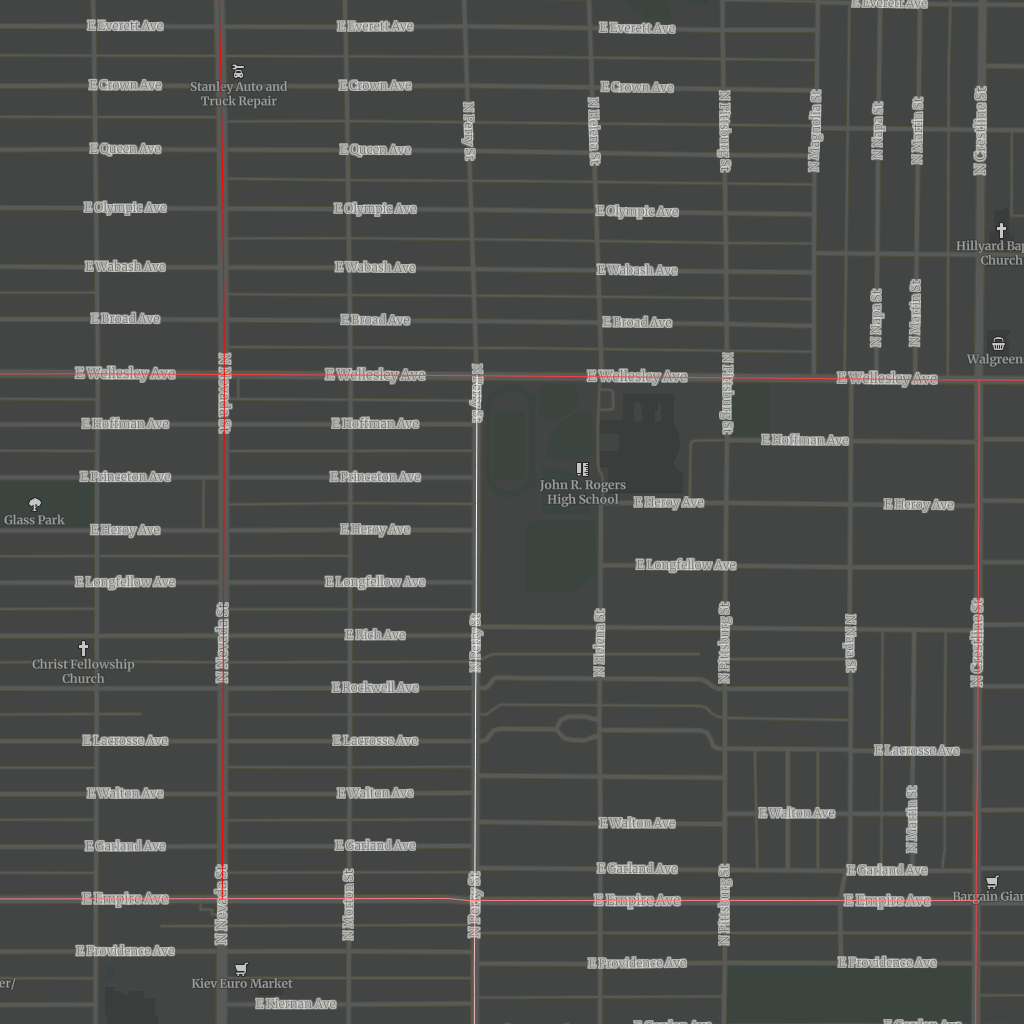 E Everett Ave
E Everett Ave
E Everett Ave
E Everett Ave
Stanley Auto and
Truck Repair
E Crown Ave
E Crown Ave
E Crown Ave
N Perry St
N Helena St
N Pittsburg St
N Magnolia St
N Napa St
N Martin St
N Crestline St
E Queen Ave
E Queen Ave
E Olympic Ave
E Olympic Ave
E Olympic Ave
Hillyard Bap
Church
E Wabash Ave
E Wabash Ave
E Wabash Ave
E Broad Ave
E Broad Ave
E Broad Ave
N Napa St
N Martin St
Walgreens
E Wellesley Ave
E Wellesley Ave
E Wellesley Ave
E Wellesley Ave
N Nevada St
N Perry St
N Pittsburg St
E Hoffman Ave
E Hoffman Ave
E Hoffman Ave
E Princeton Ave
E Princeton Ave
John R. Rogers
High School
E Heroy Ave
E Heroy Ave
Glass Park
E Heroy Ave
E Heroy Ave
E Longfellow Ave
E Longfellow Ave
E Longfellow Ave
N Nevada St
E Rich Ave
N Perry St
N Helena St
N Pittsburg St
N Napa St
N Crestline St
Christ Fellowship
Church
E Rockwell Ave
E Lacrosse Ave
E Lacrosse Ave
E Lacrosse Ave
E Walton Ave
E Walton Ave
E Walton Ave
E Walton Ave
N Martin St
E Garland Ave
E Garland Ave
E Garland Ave
E Garland Ave
E Empire Ave
N Nevada St
N Morton St
N Perry St
E Empire Ave
N Pittsburg St
E Empire Ave
Bargain Gian
E Providence Ave
E Providence Ave
E Providence Ave
er/
Kiev Euro Market
E Kiernan Ave